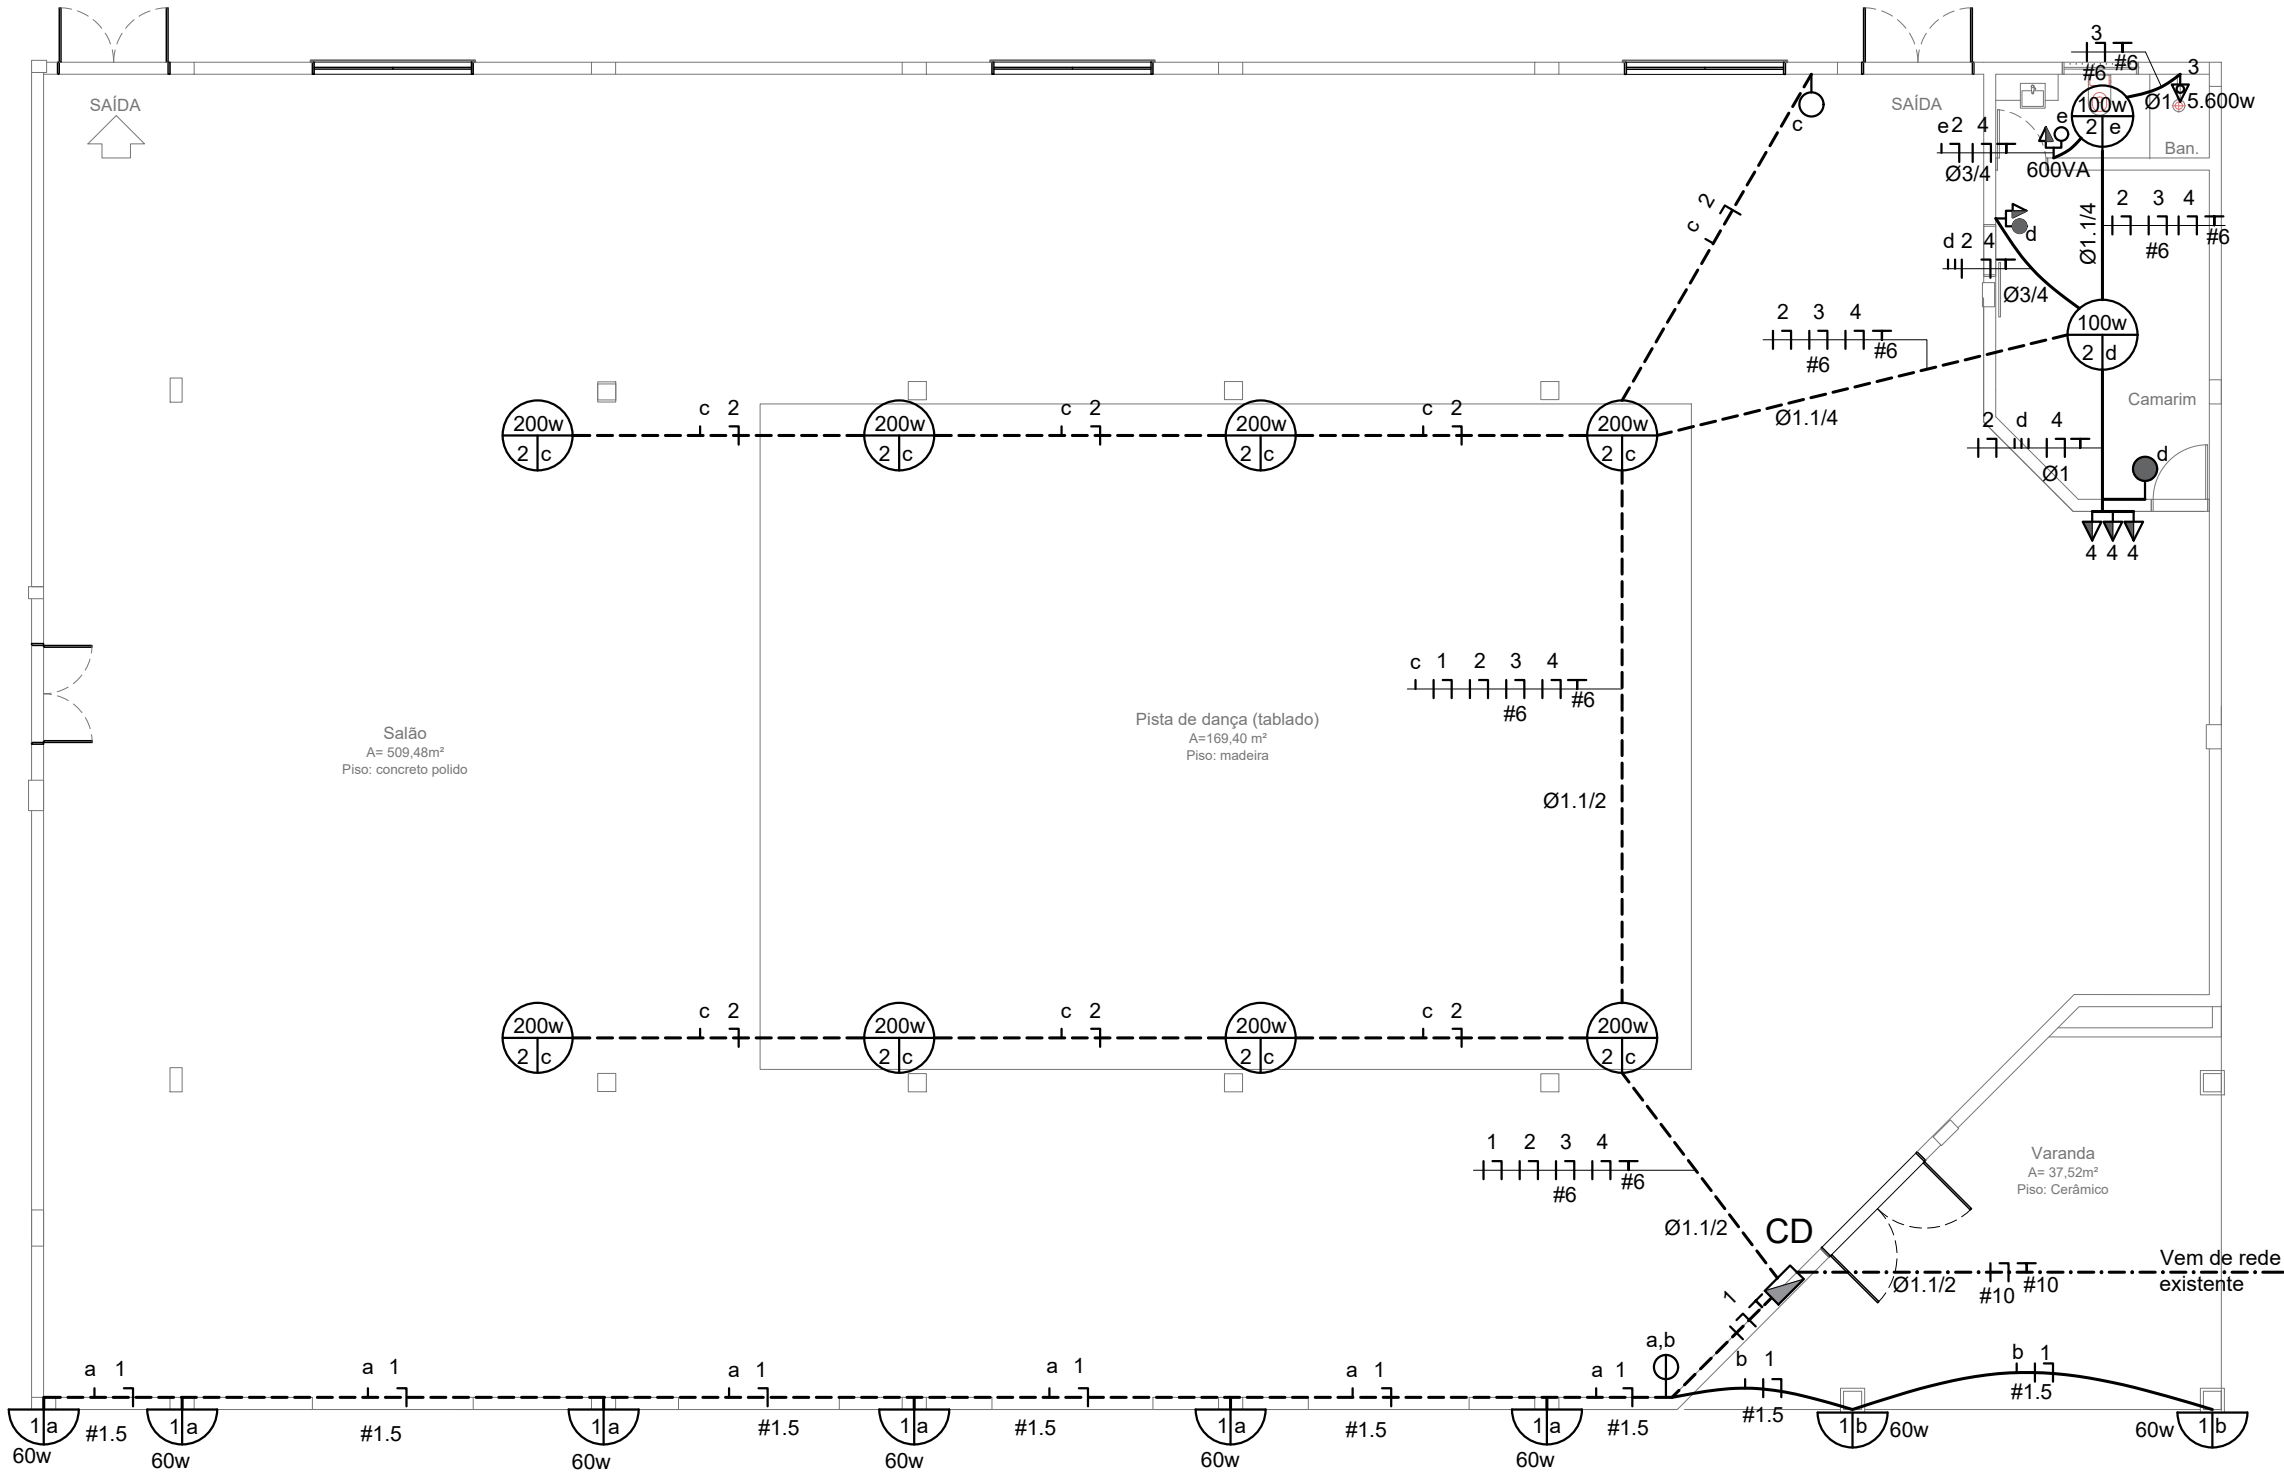 3
#6
#6
3
SAÍDA
SAÍDA
100w
Ø1
5.600w
c
e
2
e
e2 4
Ban.
Ø3/4
600VA
c 2
2 3 4
Ø1.1/4
d
#6
#6
d 2 4
Ø3/4
2 3 4
#6
#6
100w
2 d
Camarim
Ø1.1/4
c 2
c 2
c 2
200w
2 c
200w
2 c
200w
2 c
200w
2 c
2 d 4
Ø1
d
4 4 4
c 1 2 3 4
#6
#6
Salão
A= 509,48m²
Piso: concreto polido
Pista de dança (tablado)
A=169,40 m²
Piso: madeira
Ø1.1/2
c 2
c 2
c 2
200w
2 c
200w
2 c
200w
2 c
200w
2 c
1 2 3 4
#6
#6
Varanda
A= 37,52m²
Piso: Cerâmico
Ø1.1/2
CD
Vem de rede
existente
Ø1.1/2
#10
#10
1
a,b
a 1
a 1
a 1
a 1
a 1
a 1
b 1
b 1
#1.5
#1.5
#1.5
#1.5
#1.5
#1.5
#1.5
#1.5
1 a
1 a
1 a
1 a
1 a
1 a
1 b
1 b
60w
60w
60w
60w
60w
60w
60w
60w